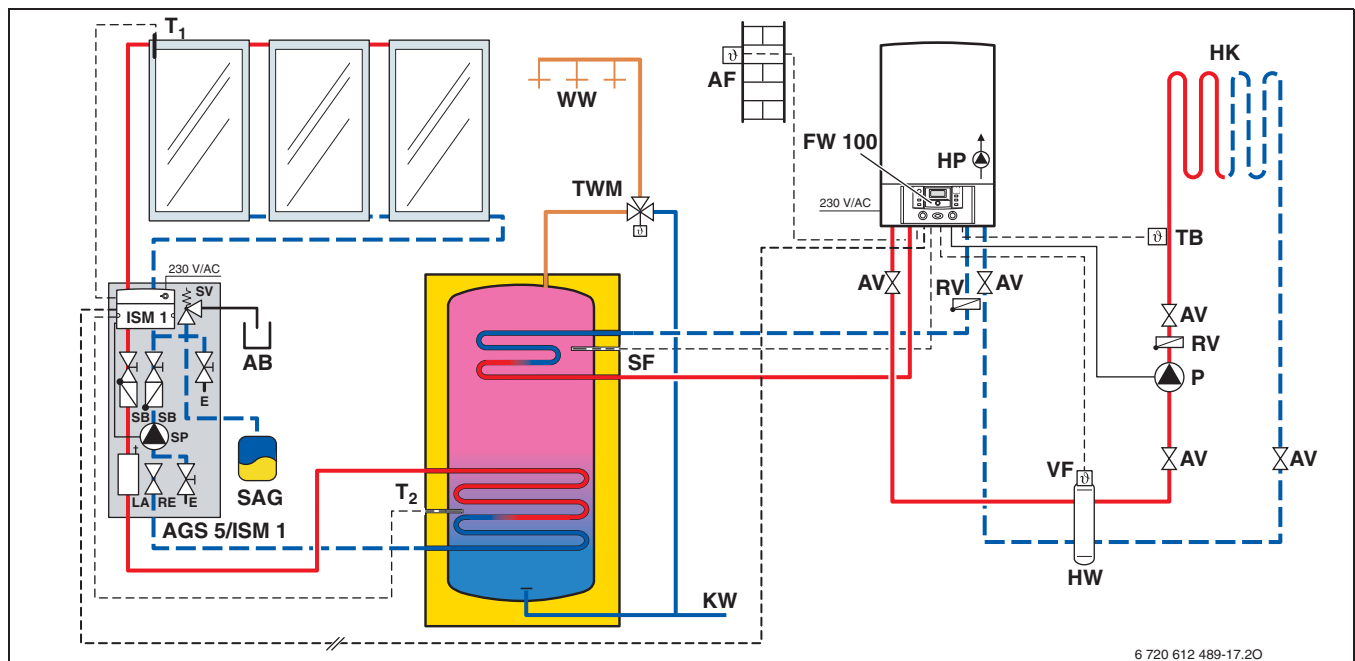 T1
WW
AF
HK
FW 100
HP
TWM
230 V/AC
TB
230 V/AC
SV
ISM 1
AB
AV
RV
AV
AV
RV
SF
P
E
SB SB
SP
SAG
T2
VF
AV
AV
LA RE E
AGS 5/ISM 1
HW
KW
6 720 612 489-17.2O